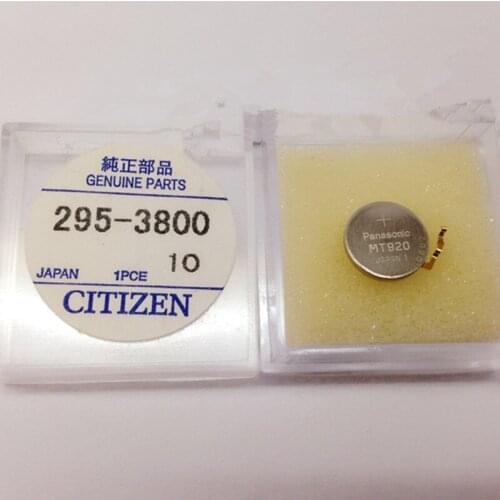 純正部品
GENUINE PARTS
295-3800
10
JAPAN 1PCE
CITIZEN
+
Panasonic
MT920
JAPAN